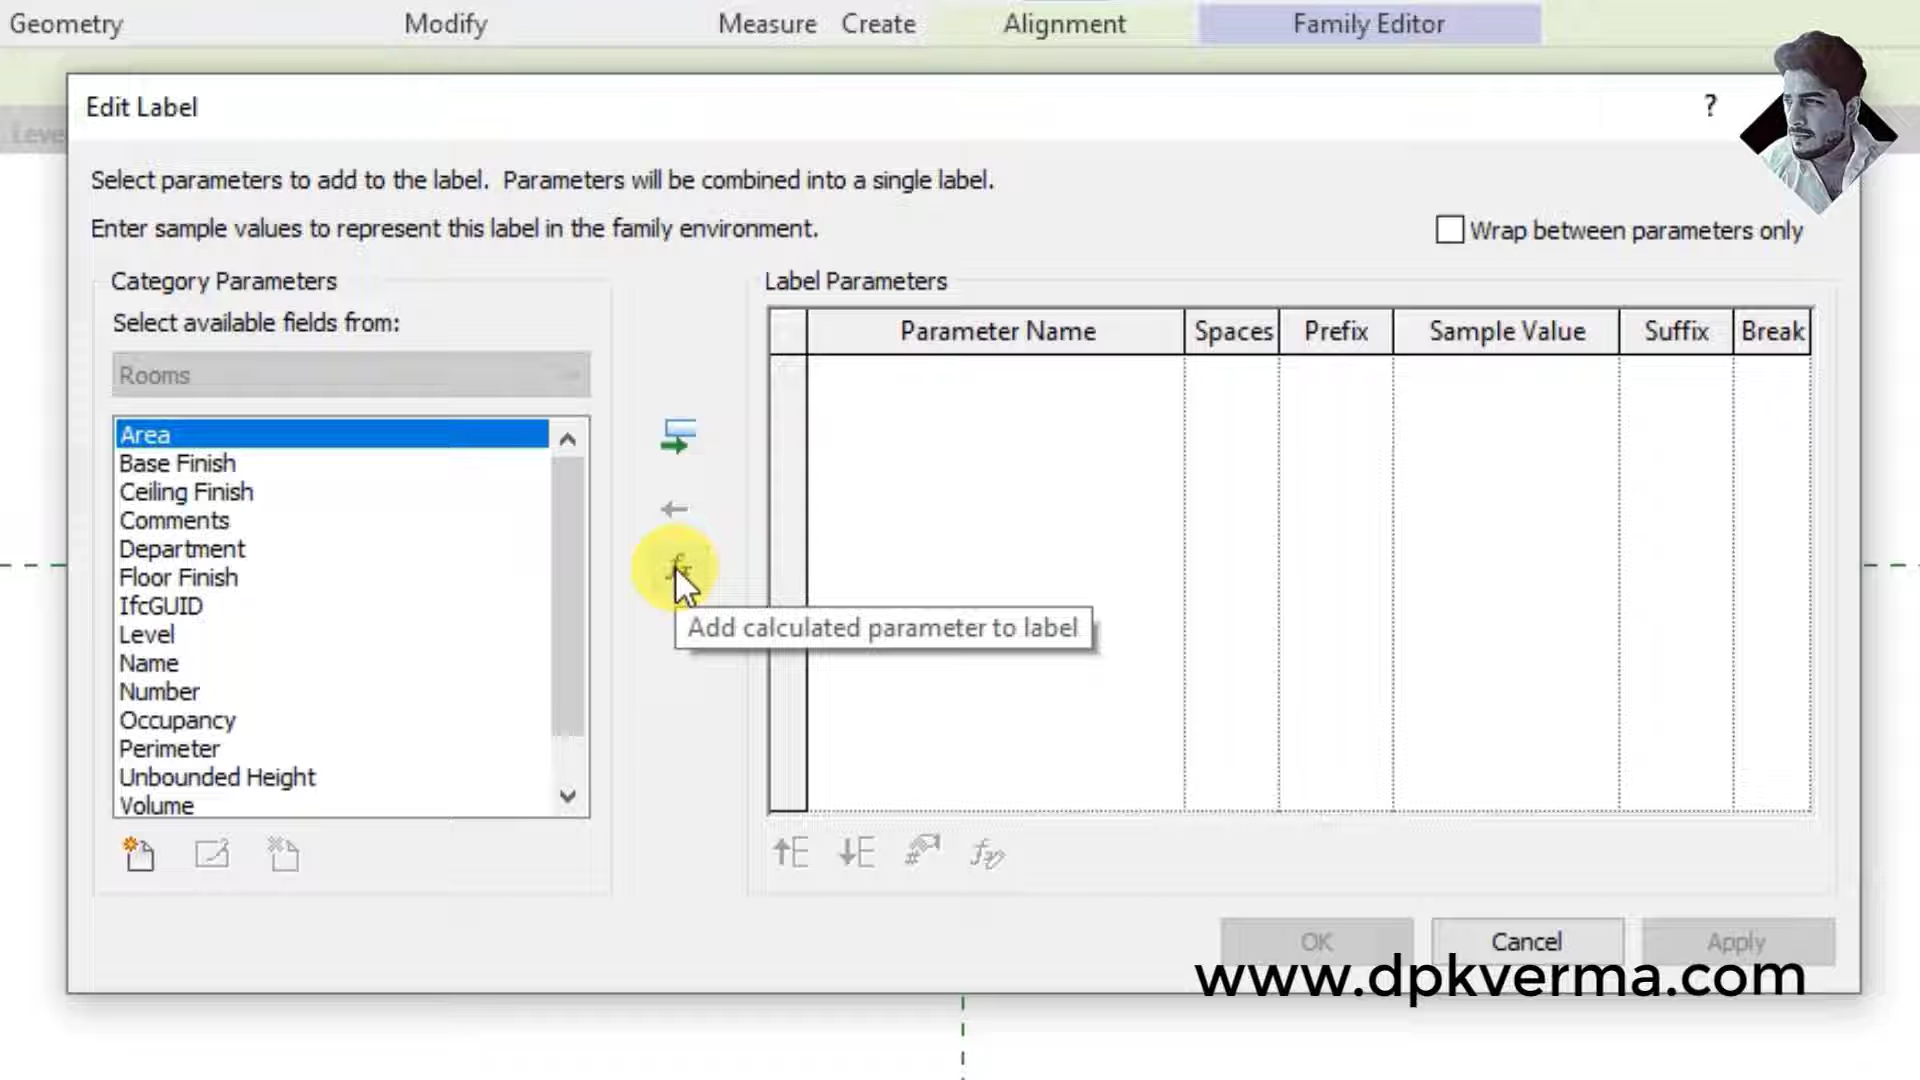 Geometry Modify Measure Create Alignment Family Editor
Edit Label ?
Leve
Select parameters to add to the label. Parameters will be combined into a single label.
Enter sample values to represent this label in the family environment.
Wrap between parameters only
Category Parameters
Select available fields from:
Rooms
Area
Base Finish
Ceiling Finish
Comments
Department
Floor Finish
IfcGUID
Level
Name
Number
Occupancy
Perimeter
Unbounded Height
Volume
fx
Add calculated parameter to label
Label Parameters
Parameter Name Spaces Prefix Sample Value Suffix Break
OK Cancel Apply
www.dpkverma.com